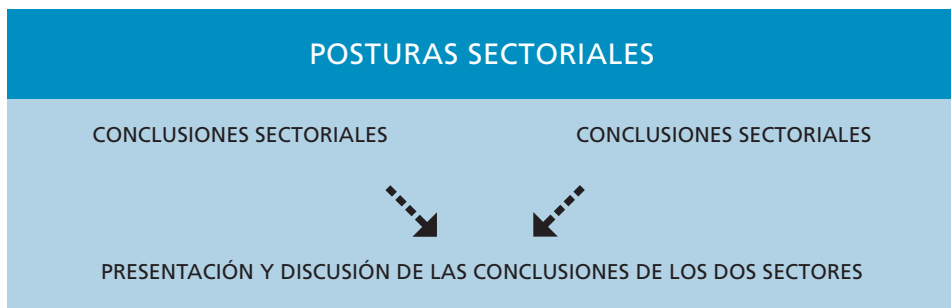 POSTURAS SECTORIALES
CONCLUSIONES SECTORIALES
CONCLUSIONES SECTORIALES
PRESENTACIÓN Y DISCUSIÓN DE LAS CONCLUSIONES DE LOS DOS SECTORES